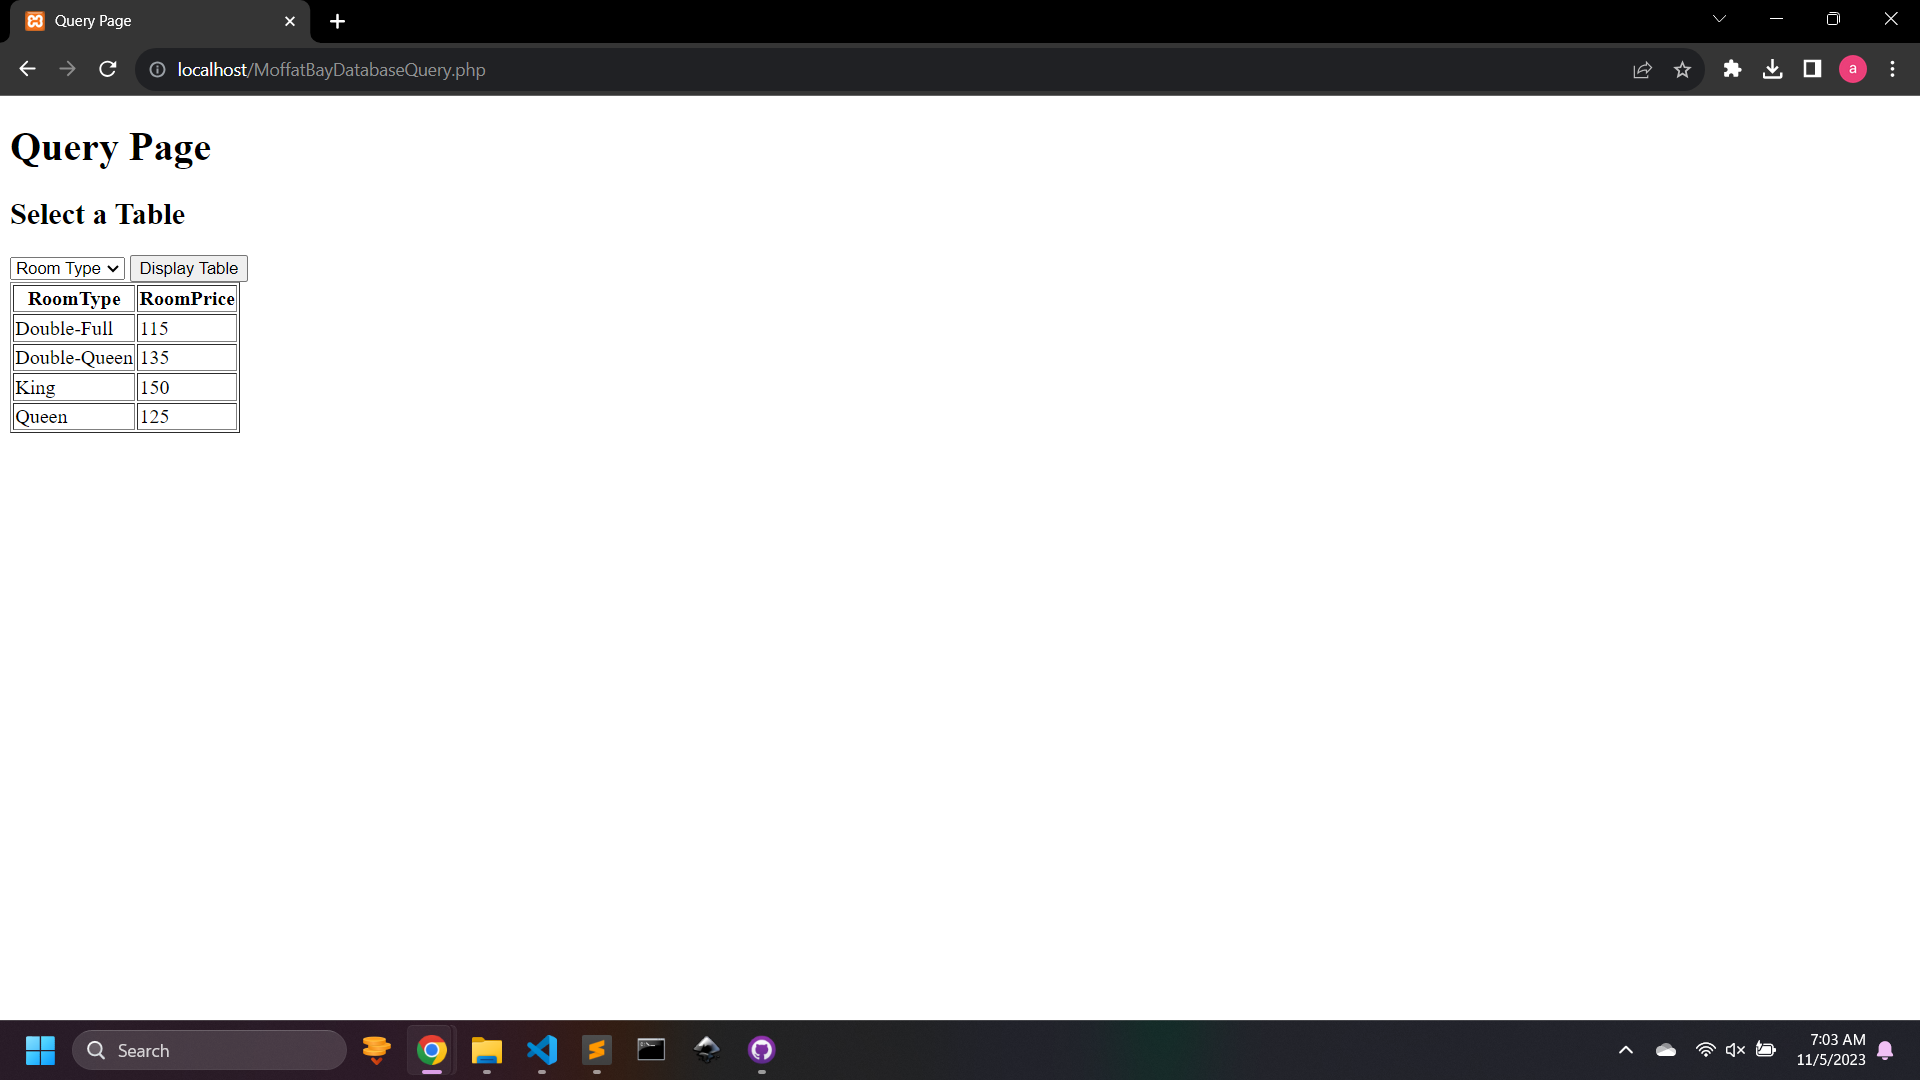 Query Page
localhost/MoffatBayDatabaseQuery.php
a
Query Page
Select a Table
Room Type Display Table
RoomType RoomPrice
Double-Full 115
Double-Queen 135
King 150
Queen 125
Search
7:03 AM
11/5/2023